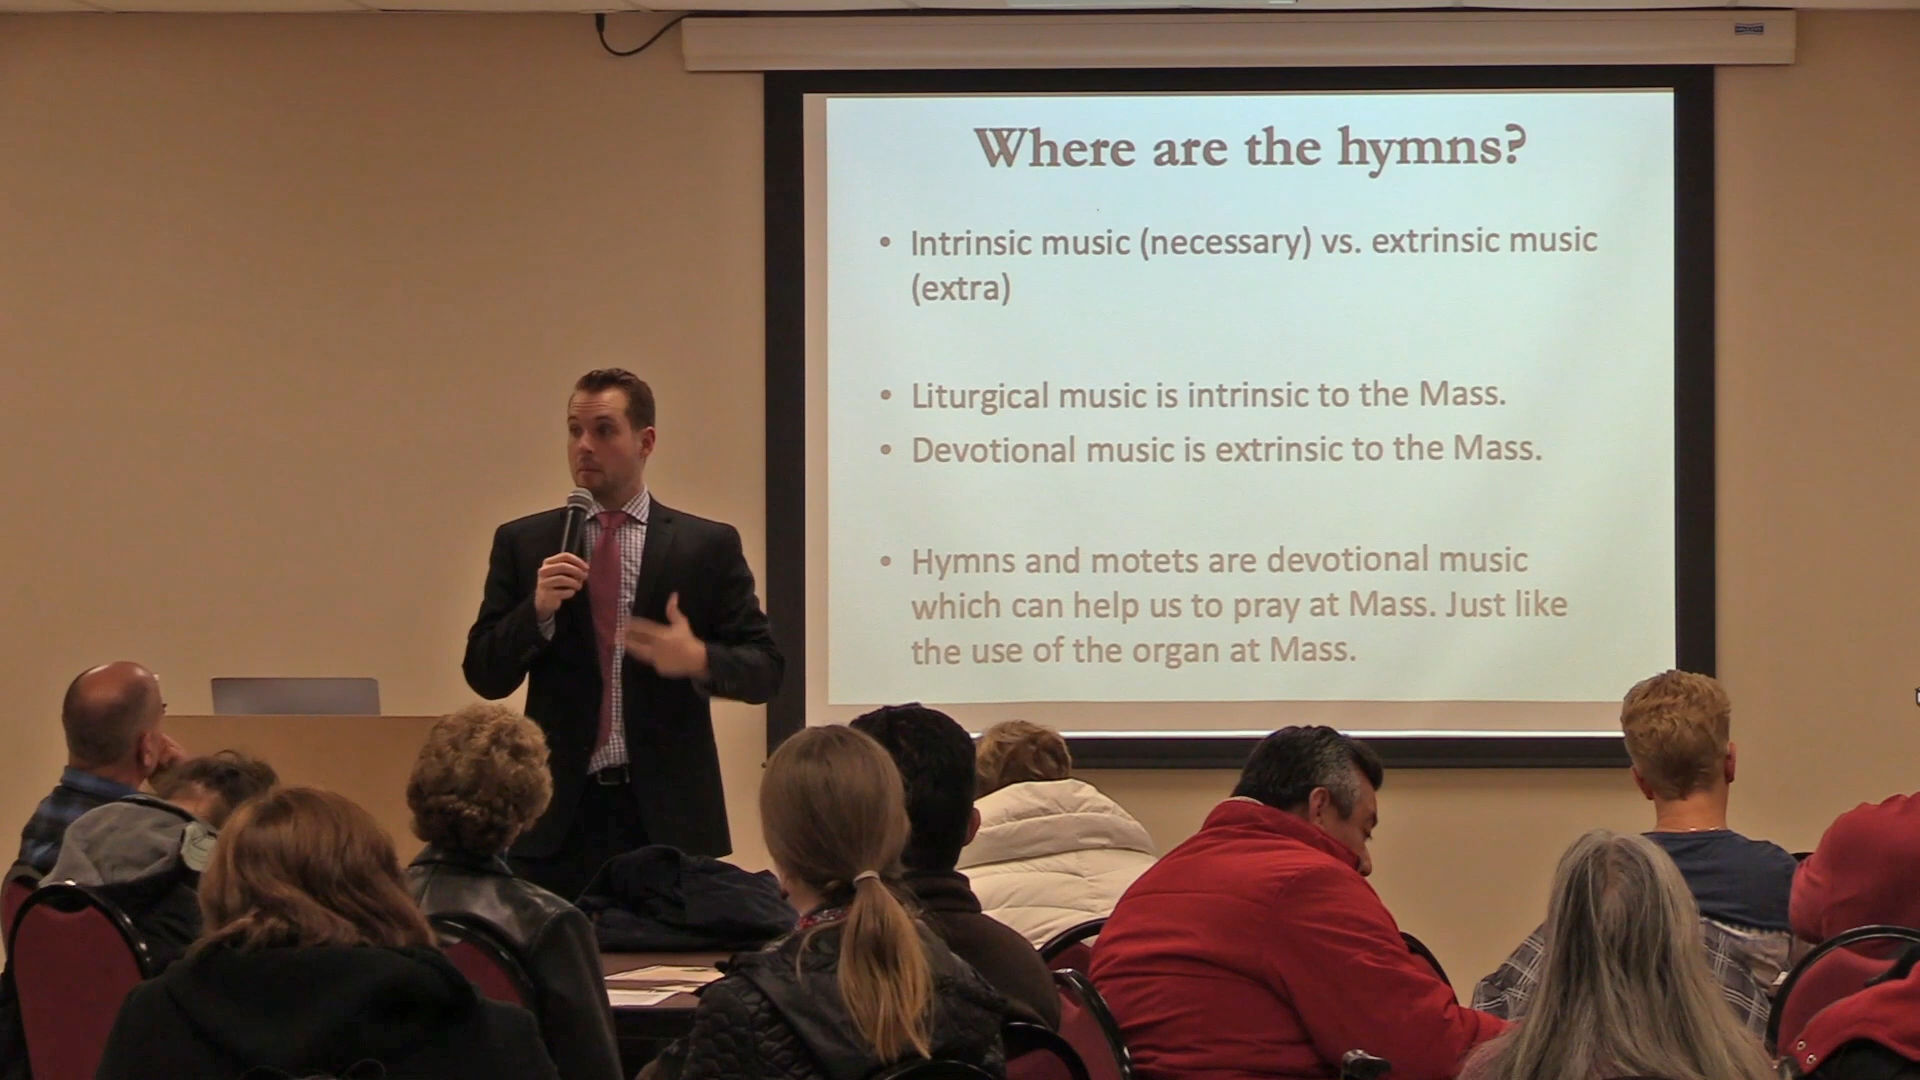 Where are the hymns?
• Intrinsic music (necessary) vs. extrinsic music
(extra)
• Liturgical music is intrinsic to the Mass.
• Devotional music is extrinsic to the Mass.
• Hymns and motets are devotional music
which can help us to pray at Mass. Just like
the use of the organ at Mass.